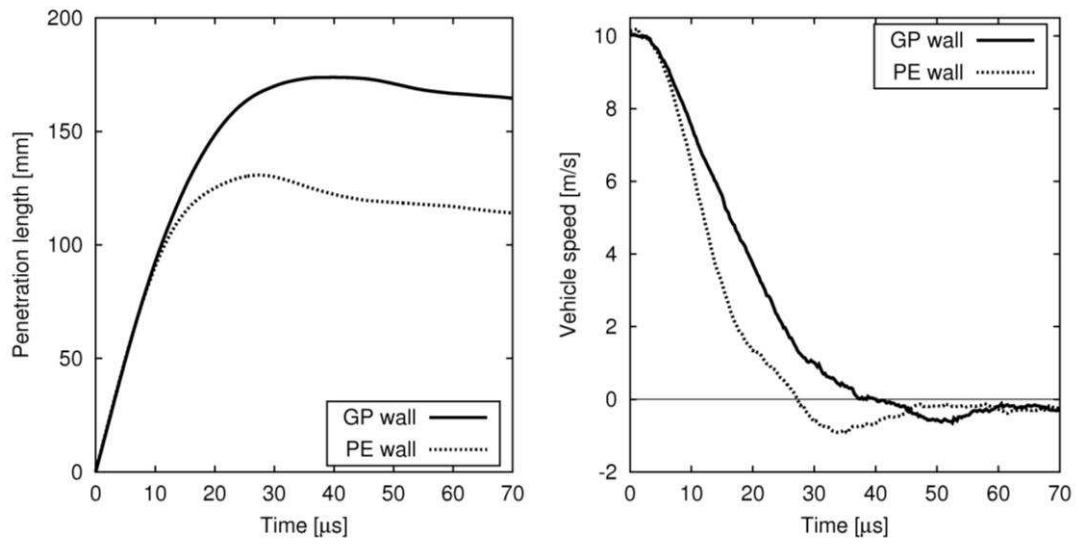 200
150
100
50
0
Penetration length [mm]
GP wall
PE wall
0 10 20 30 40 50 60 70
Time [μs]
10
8
6
4
2
0
-2
Vehicle speed [m/s]
GP wall
PE wall
0 10 20 30 40 50 60 70
Time [μs]